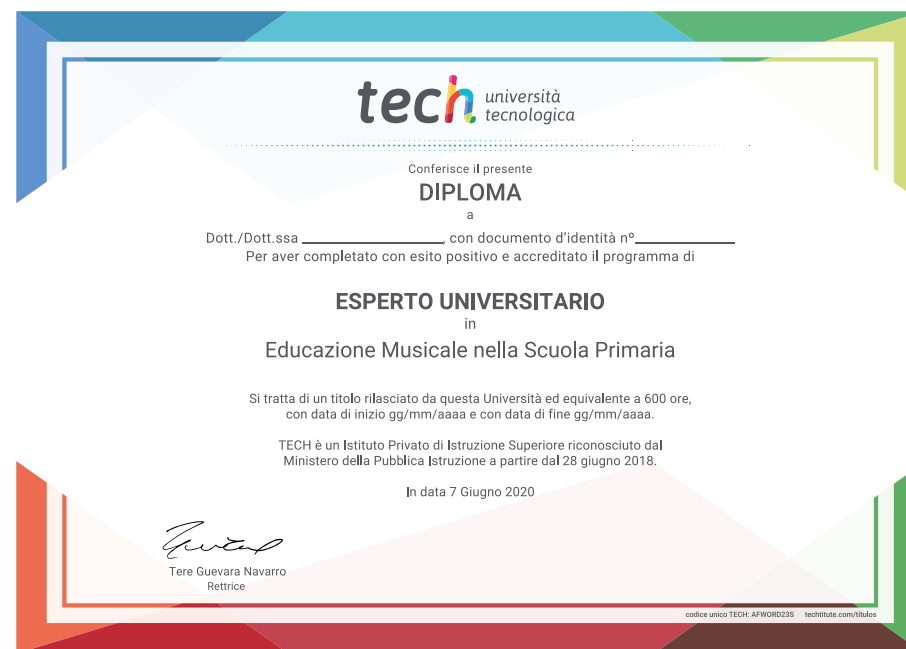 tech università
tecnologica
Conferisce il presente
DIPLOMA
a
Dott./Dott.ssa ____________________, con documento d'identità nº______________
Per aver completato con esito positivo e accreditato il programma di
ESPERTO UNIVERSITARIO
in
Educazione Musicale nella Scuola Primaria
Si tratta di un titolo rilasciato da questa Università ed equivalente a 600 ore,
con data di inizio gg/mm/aaaa e con data di fine gg/mm/aaaa.
TECH è un Istituto Privato di Istruzione Superiore riconosciuto dal
Ministero della Pubblica Istruzione a partire dal 28 giugno 2018.
In data 7 Giugno 2020
Tere Guevara Navarro
Rettrice
codice unico TECH: AFWORD23S techtitute.com/titulos